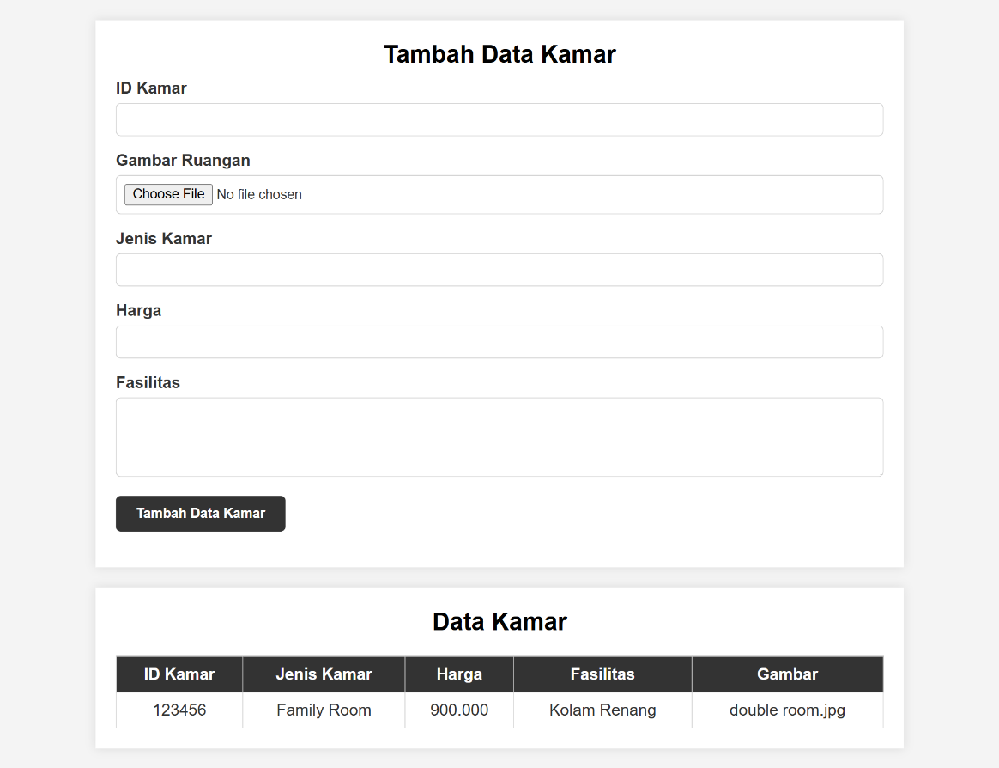 Tambah Data Kamar
ID Kamar
Gambar Ruangan
Choose File No file chosen
Jenis Kamar
Harga
Fasilitas
Tambah Data Kamar
Data Kamar
ID Kamar Jenis Kamar Harga Fasilitas Gambar
123456 Family Room 900.000 Kolam Renang double room.jpg